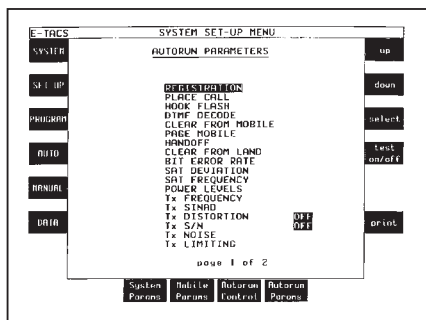 E-TACS SYSTEM SET-UP MENU
SYSTEM
SET UP
PROGRAM
AUTO
MANUAL
DATA
AUTORUN PARAMETERS
REGISTRATION
PLACE CALL
HOOK FLASH
DTMF DECODE
CLEAR FROM MOBILE
PAGE MOBILE
HANDOFF
CLEAR FROM LAND
BIT ERROR RATE
SAT DEVIATION
SAT FREQUENCY
POWER LEVELS
Tx FREQUENCY
Tx SINAD
Tx DISTORTION OFF
Tx S/N OFF
Tx NOISE
Tx LIMITING
page 1 of 2
up
down
select
test
on/off
print
System Mobile Autorun Autorun
Params Params Control Params